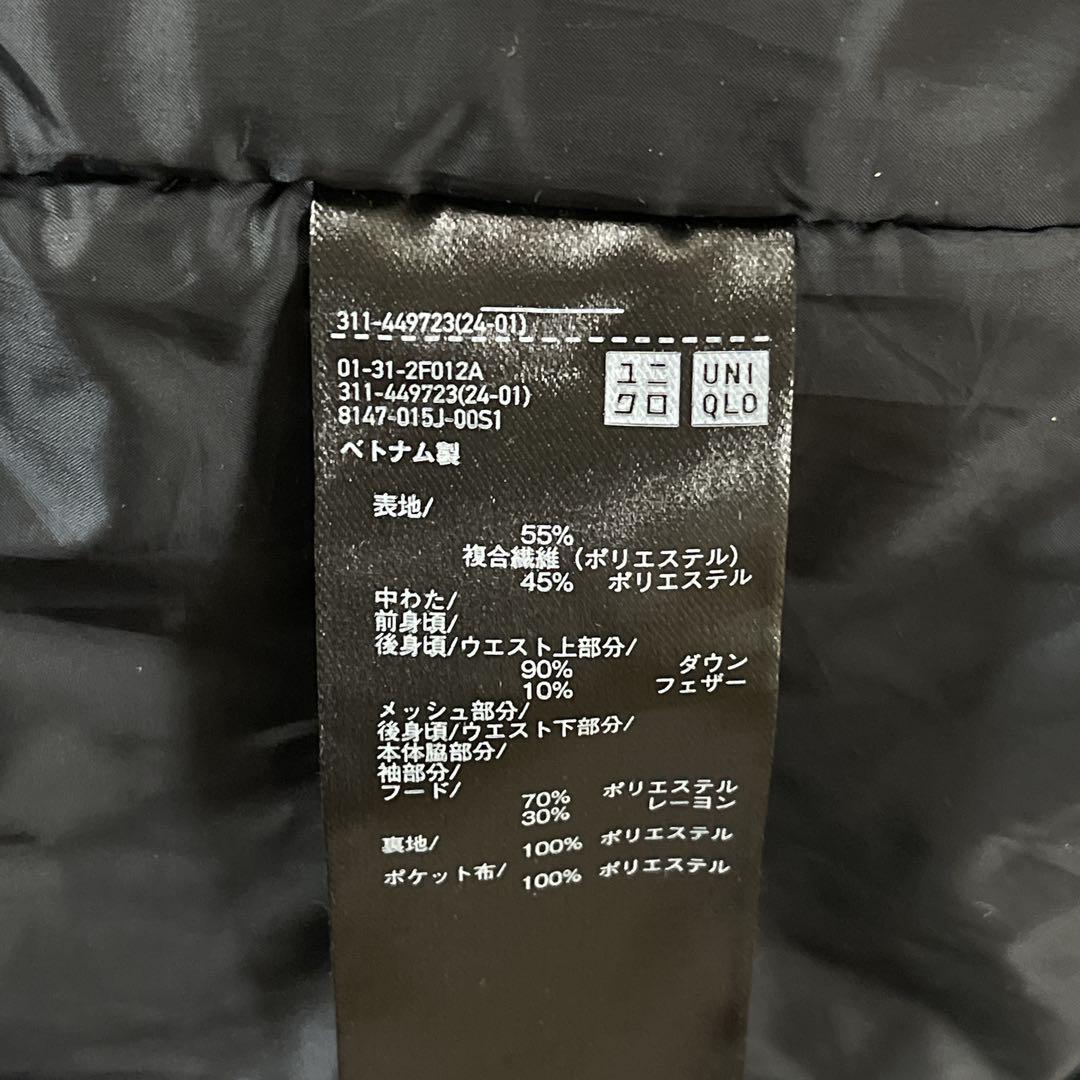 311-449723(24-01)
01-31-2F012A
311-449723(24-01)
8147-015J-00S1
ベトナム製
ユニ
クロ
UNI
QLO
表地/
55%
複合繊維(ポリエステル)
45% ポリエステル
中わた/
前身頃/
後身頃/ウエスト上部分/
90% ダウン
10% フェザー
メッシュ部分/
後身頃/ウエスト下部分/
本体脇部分/
袖部分/
フード/
70% ポリエステル
30% レーヨン
裏地/ 100% ポリエステル
ポケット布/ 100% ポリエステル